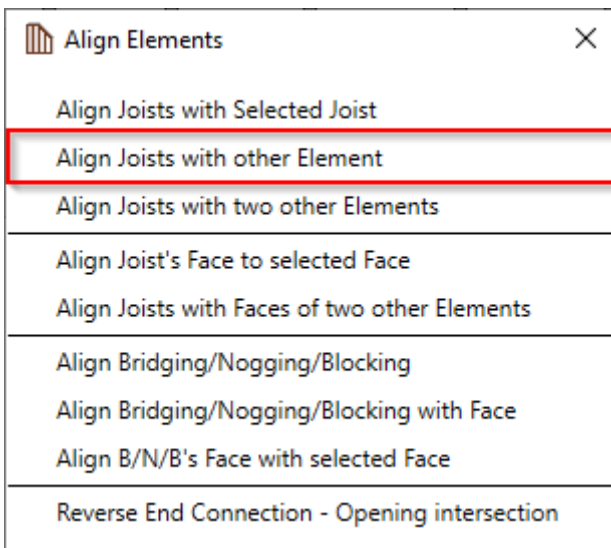 Align Elements
Align Joists with Selected Joist
Align Joists with other Element
Align Joists with two other Elements
Align Joist's Face to selected Face
Align Joists with Faces of two other Elements
Align Bridging/Nogging/Blocking
Align Bridging/Nogging/Blocking with Face
Align B/N/B's Face with selected Face
Reverse End Connection - Opening intersection